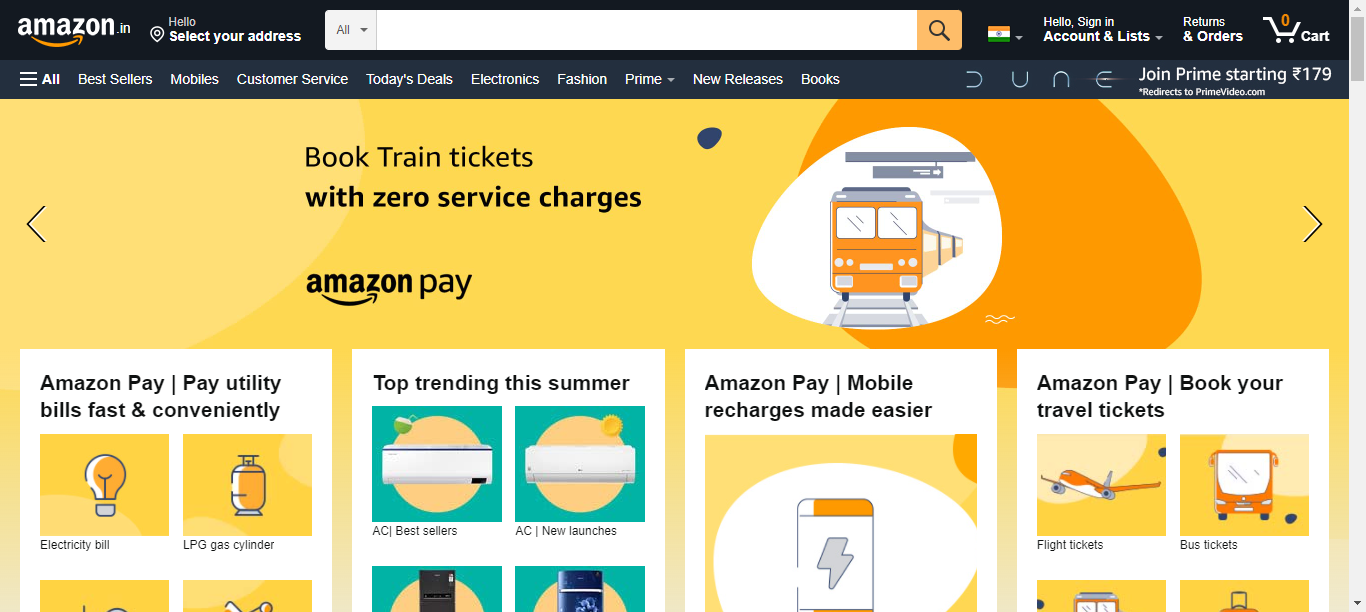 amazon.in
Hello
Select your address
All
Hello, Sign in
Account & Lists
Returns
& Orders
0
Cart
All
Best Sellers
Mobiles
Customer Service
Today's Deals
Electronics
Fashion
Prime
New Releases
Books
Join Prime starting ₹179
*Redirects to PrimeVideo.com
Book Train tickets
with zero service charges
amazon pay
Amazon Pay | Pay utility
bills fast & conveniently
Electricity bill
LPG gas cylinder
Top trending this summer
AC| Best sellers
AC | New launches
Amazon Pay | Mobile
recharges made easier
Amazon Pay | Book your
travel tickets
Flight tickets
Bus tickets